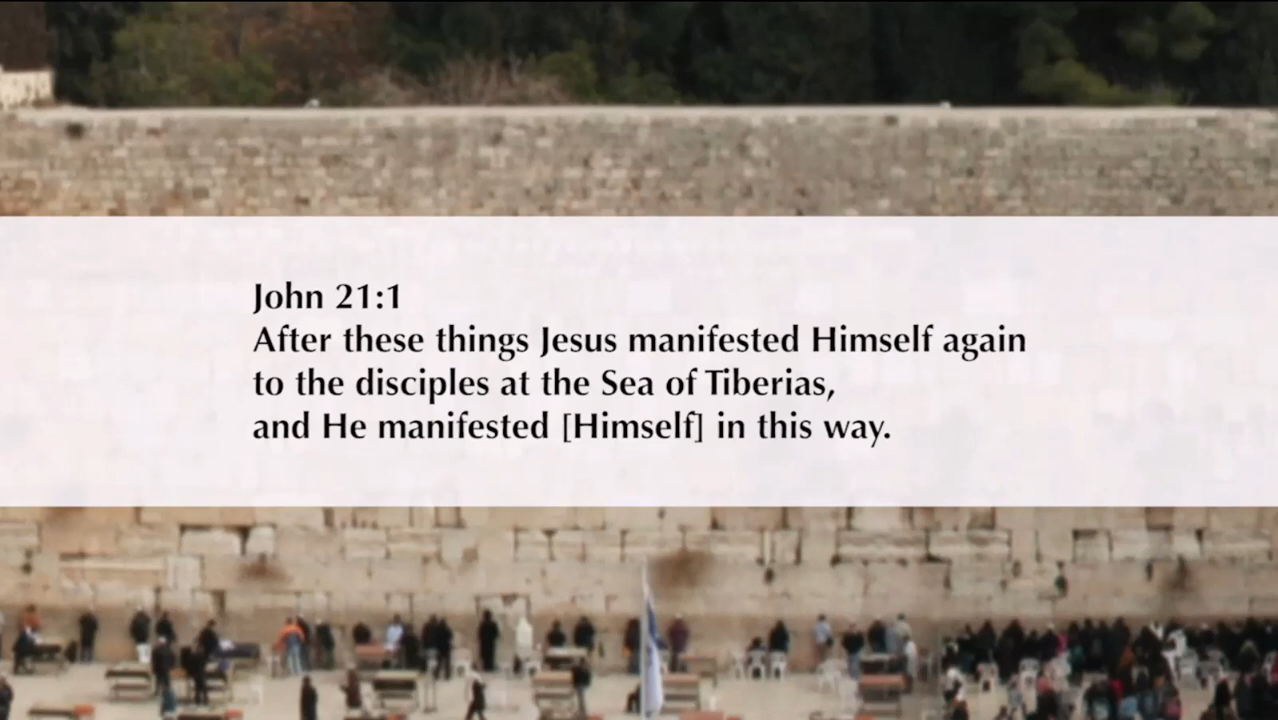 John 21:1
After these things Jesus manifested Himself again
to the disciples at the Sea of Tiberias,
and He manifested [Himself] in this way.